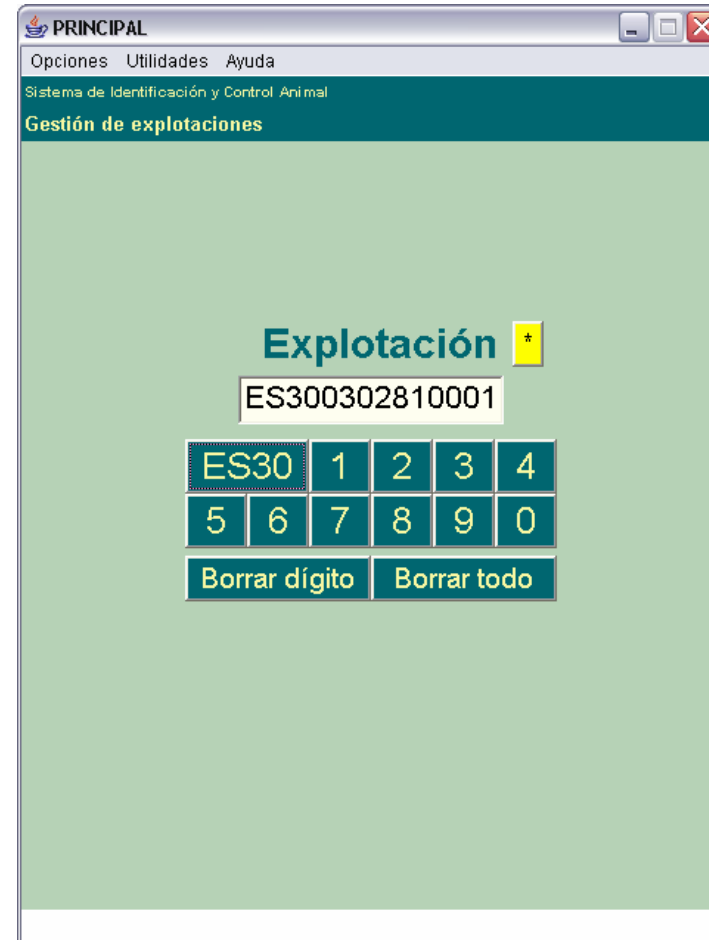 PRINCIPAL
Opciones Utilidades Ayuda
Sistema de Identificación y Control Animal
Gestión de explotaciones
Explotación *
ES300302810001
ES30 1 2 3 4
5 6 7 8 9 0
Borrar dígito Borrar todo